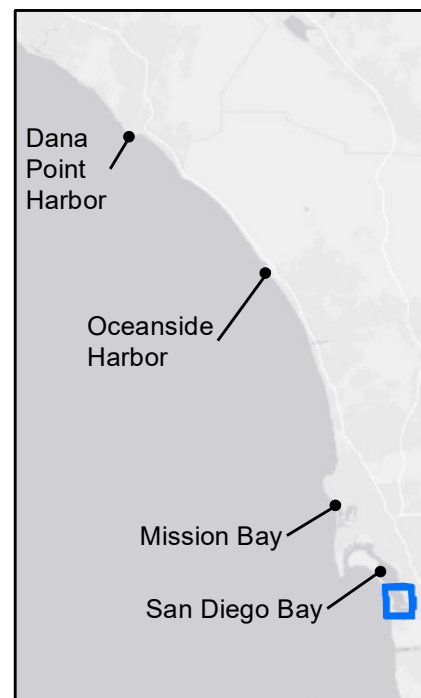 Dana
Point
Harbor
Oceanside
Harbor
Mission Bay
San Diego Bay